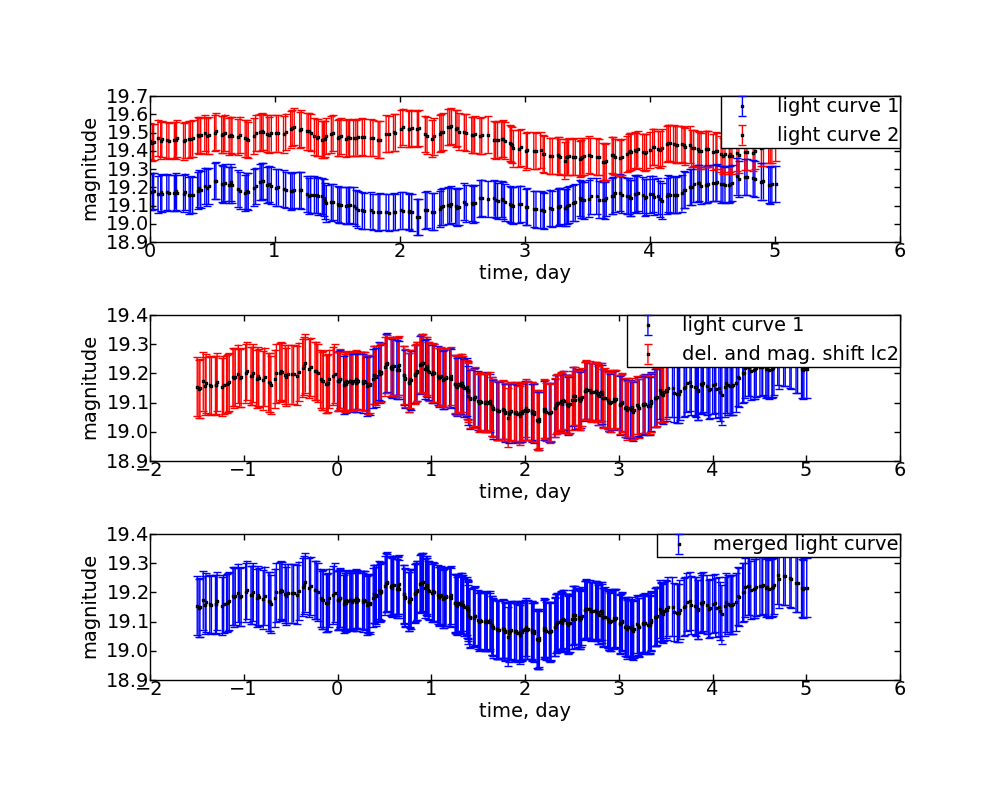 19.7
19.6
19.5
19.4
19.3
19.2
19.1
19.0
18.9
magnitude
light curve 1
light curve 2
0 1 2 3 4 5 6
time, day
19.4
19.3
19.2
19.1
19.0
18.9
magnitude
light curve 1
del. and mag. shift lc2
−2 −1 0 1 2 3 4 5 6
time, day
19.4
19.3
19.2
19.1
19.0
18.9
magnitude
merged light curve
−2 −1 0 1 2 3 4 5 6
time, day